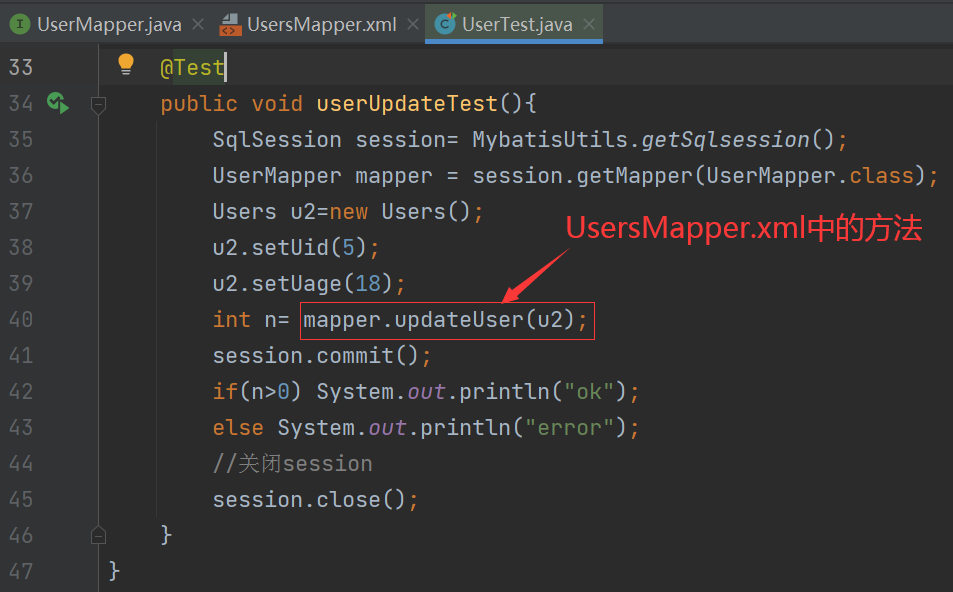 UserMapper.java UsersMapper.xml UserTest.java
33 @Test
34 public void userUpdateTest(){
35 SqlSession session= MybatisUtils.getSqlsession();
36 UserMapper mapper = session.getMapper(UserMapper.class);
37 Users u2=new Users();
UsersMapper.xml中的方法
38 u2.setUid(5);
39 u2.setUage(18);
40 int n= mapper.updateUser(u2);
41 session.commit();
42 if(n>0) System.out.println("ok");
43 else System.out.println("error");
44 //关闭session
45 session.close();
46 }
47 }